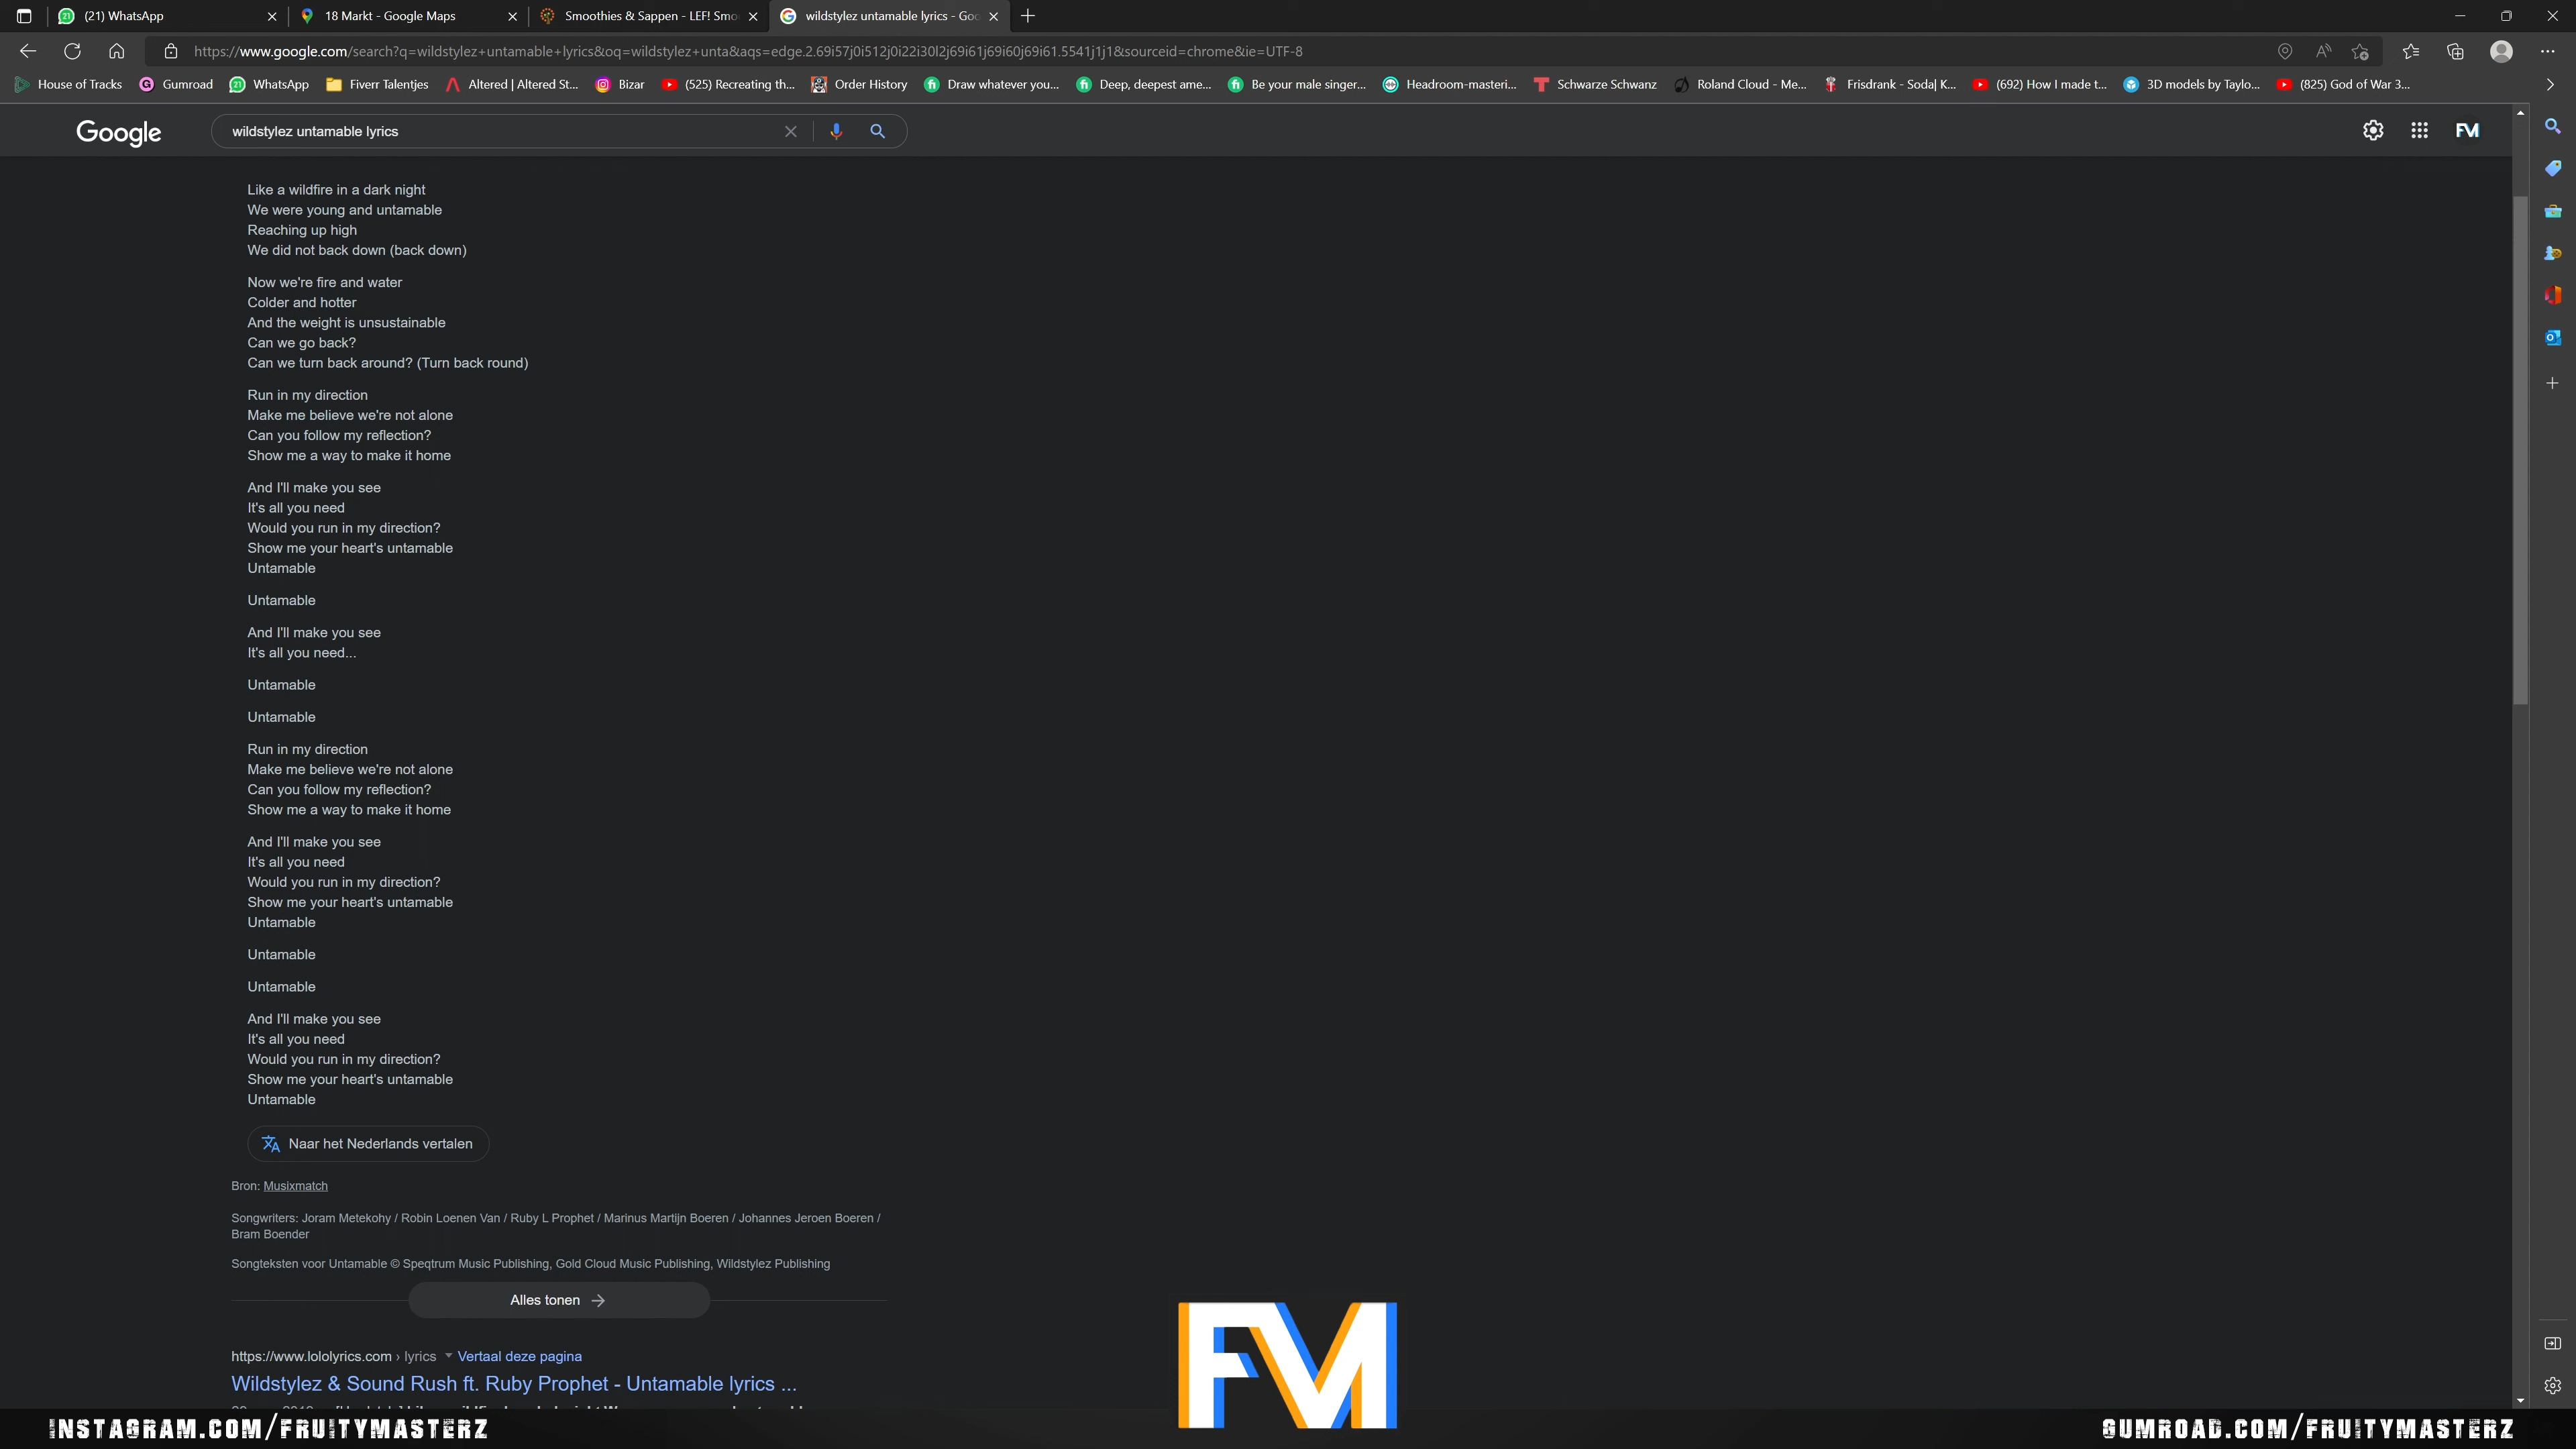 (21) WhatsApp
18 Markt - Google Maps
Smoothies & Sappen - LEF! Smo
wildstylez untamable lyrics - Goo
https://www.google.com/search?q=wildstylez+untamable+lyrics&oq=wildstylez+unta&aqs=edge.2.69i57j0i512j0i22i30l2j69i61j69i60j69i61.5541j1j1&sourceid=chrome&ie=UTF-8
House of Tracks
Gumroad
WhatsApp
Fiverr Talentjes
Altered | Altered St...
Bizar
(525) Recreating th...
Order History
Draw whatever you...
Deep, deepest ame...
Be your male singer...
Headroom-masteri...
Schwarze Schwanz
Roland Cloud - Me...
Frisdrank - Soda| K...
(692) How I made t...
3D models by Taylo...
(825) God of War 3...
Google
wildstylez untamable lyrics
FM
Like a wildfire in a dark night
We were young and untamable
Reaching up high
We did not back down (back down)
Now we're fire and water
Colder and hotter
And the weight is unsustainable
Can we go back?
Can we turn back around? (Turn back round)
Run in my direction
Make me believe we're not alone
Can you follow my reflection?
Show me a way to make it home
And I'll make you see
It's all you need
Would you run in my direction?
Show me your heart's untamable
Untamable
Untamable
And I'll make you see
It's all you need...
Untamable
Untamable
Run in my direction
Make me believe we're not alone
Can you follow my reflection?
Show me a way to make it home
And I'll make you see
It's all you need
Would you run in my direction?
Show me your heart's untamable
Untamable
Untamable
Untamable
And I'll make you see
It's all you need
Would you run in my direction?
Show me your heart's untamable
Untamable
Naar het Nederlands vertalen
Bron: Musixmatch
Songwriters: Joram Metekohy / Robin Loenen Van / Ruby L Prophet / Marinus Martijn Boeren / Johannes Jeroen Boeren /
Bram Boender
Songteksten voor Untamable © Speqtrum Music Publishing, Gold Cloud Music Publishing, Wildstylez Publishing
Alles tonen
https://www.lololyrics.com › lyrics
Vertaal deze pagina
Wildstylez & Sound Rush ft. Ruby Prophet - Untamable lyrics ...
FM
INSTAGRAM.COM/FRUITYMASTERZ
GUMROAD.COM/FRUITYMASTERZ